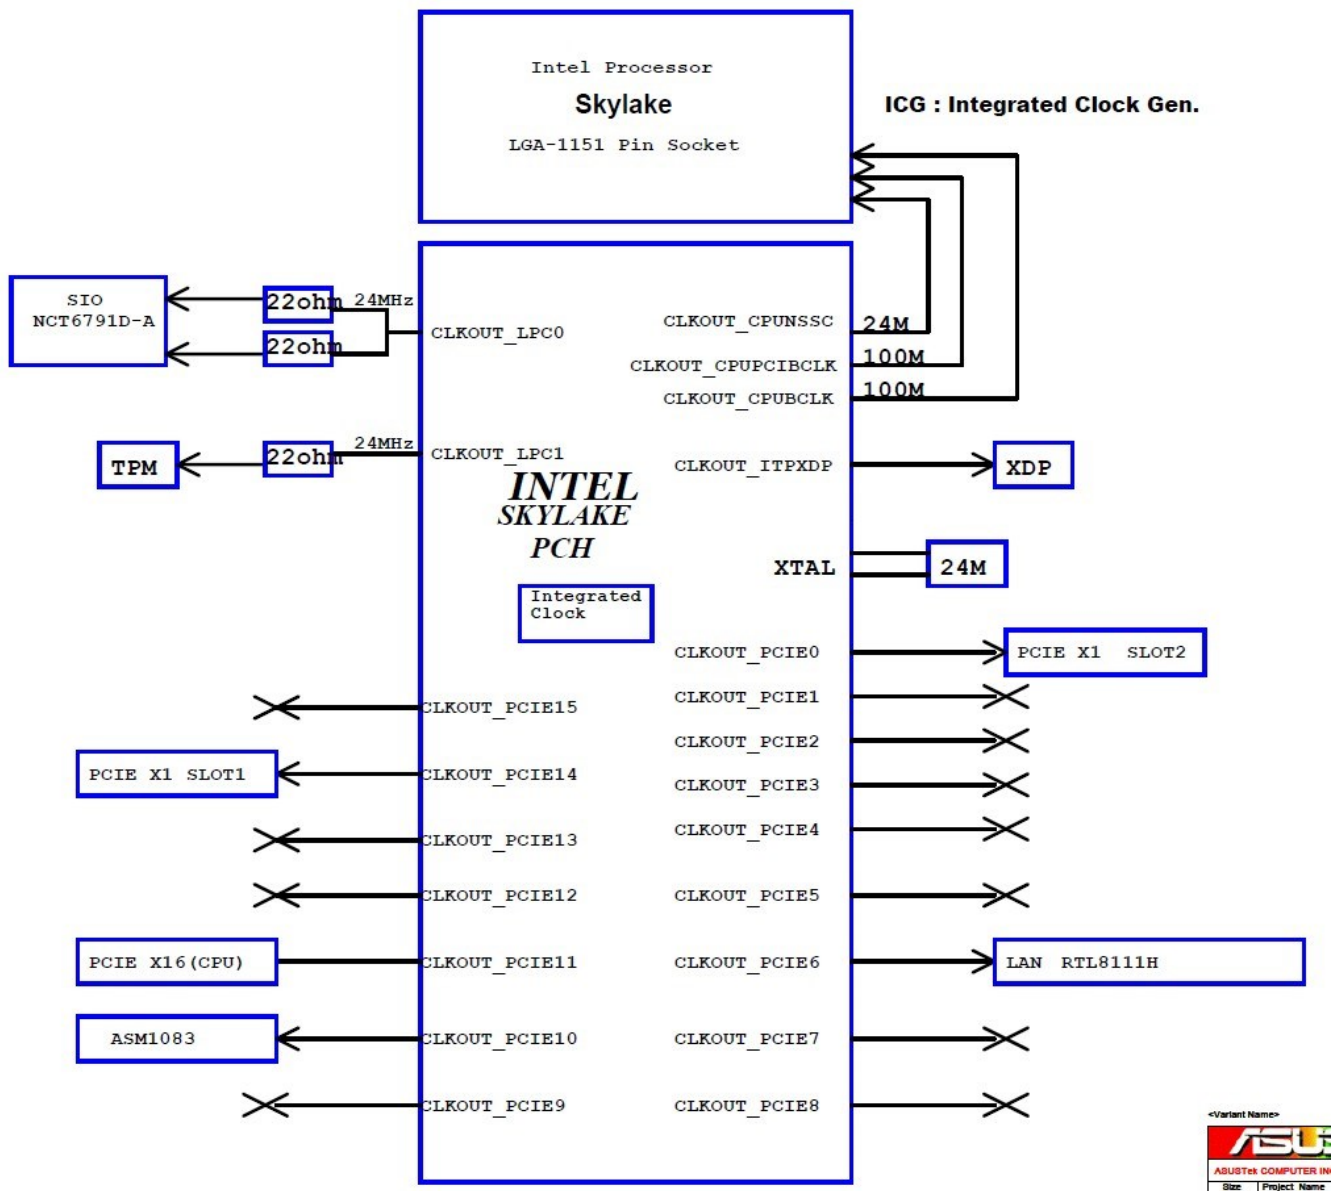 Intel Processor
Skylake
LGA-1151 Pin Socket
ICG : Integrated Clock Gen.
SIO
NCT6791D-A
22ohm
24MHz
22ohm
CLKOUT_LPC0
CLKOUT_CPUNSSC
24M
CLKOUT_CPUPCIBCLK
100M
CLKOUT_CPUBCLK
100M
TPM
22ohm
24MHz
CLKOUT_LPC1
CLKOUT_ITPXDP
XDP
INTEL
SKYLAKE
PCH
XTAL
24M
Integrated
Clock
CLKOUT_PCIE0
PCIE X1 SLOT2
CLKOUT_PCIE15
CLKOUT_PCIE1
CLKOUT_PCIE2
PCIE X1 SLOT1
CLKOUT_PCIE14
CLKOUT_PCIE3
CLKOUT_PCIE13
CLKOUT_PCIE4
CLKOUT_PCIE12
CLKOUT_PCIE5
PCIE X16(CPU)
CLKOUT_PCIE11
CLKOUT_PCIE6
LAN RTL8111H
ASM1083
CLKOUT_PCIE10
CLKOUT_PCIE7
CLKOUT_PCIE9
CLKOUT_PCIE8
<Variant Name>
ASUSTek COMPUTER
Size
Project Name